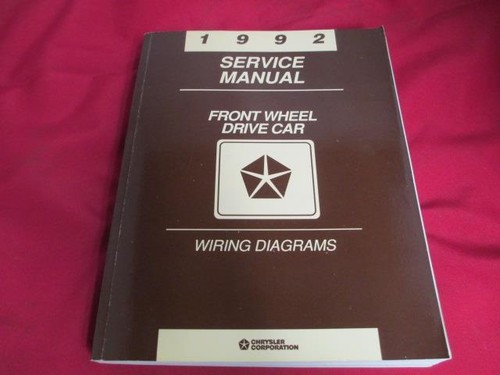 1 9 9 2
SERVICE
MANUAL
FRONT WHEEL
DRIVE CAR
WIRING DIAGRAMS
CHRYSLER
CORPORATION